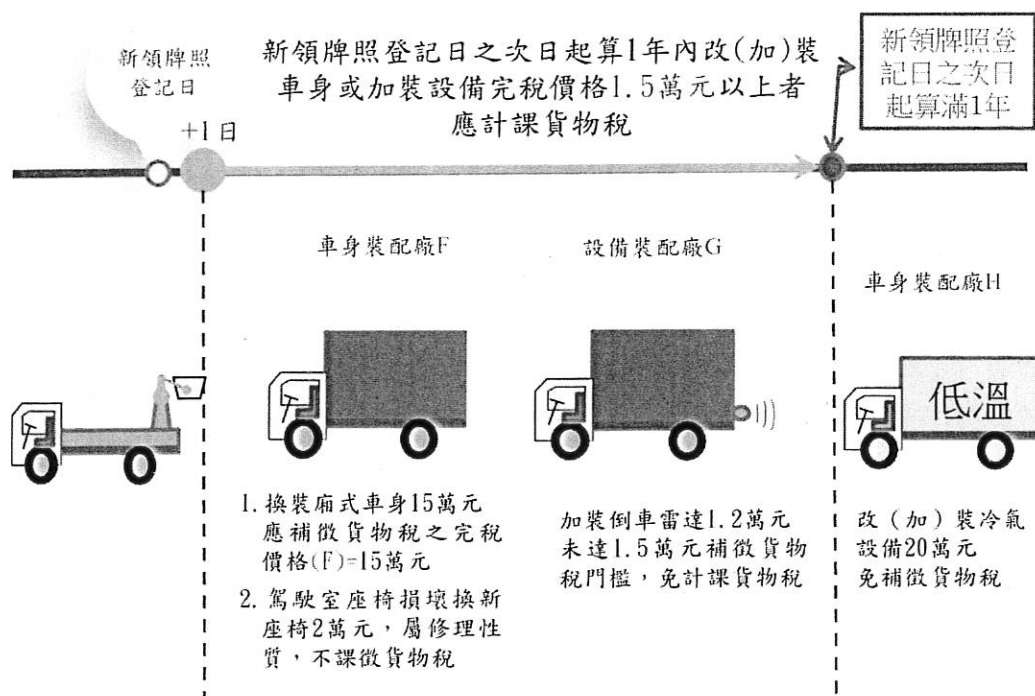 新領牌照
登記日
新領牌照登記日之次日起算1年內改(加)裝
車身或加裝設備完稅價格1.5萬元以上者
應計課貨物稅
新領牌照登
記日之次日
起算滿1年
+1日
車身裝配廠F
設備裝配廠G
車身裝配廠H
低溫
1. 換裝廂式車身15萬元
應補徵貨物稅之完稅
價格(F)=15萬元
2. 駕駛室座椅損壞換新
座椅2萬元，屬修理性
質，不課徵貨物稅
加裝倒車雷達1.2萬元
未達1.5萬元補徵貨物
稅門檻，免計課貨物稅
改（加）裝冷氣
設備20萬元
免補徵貨物稅